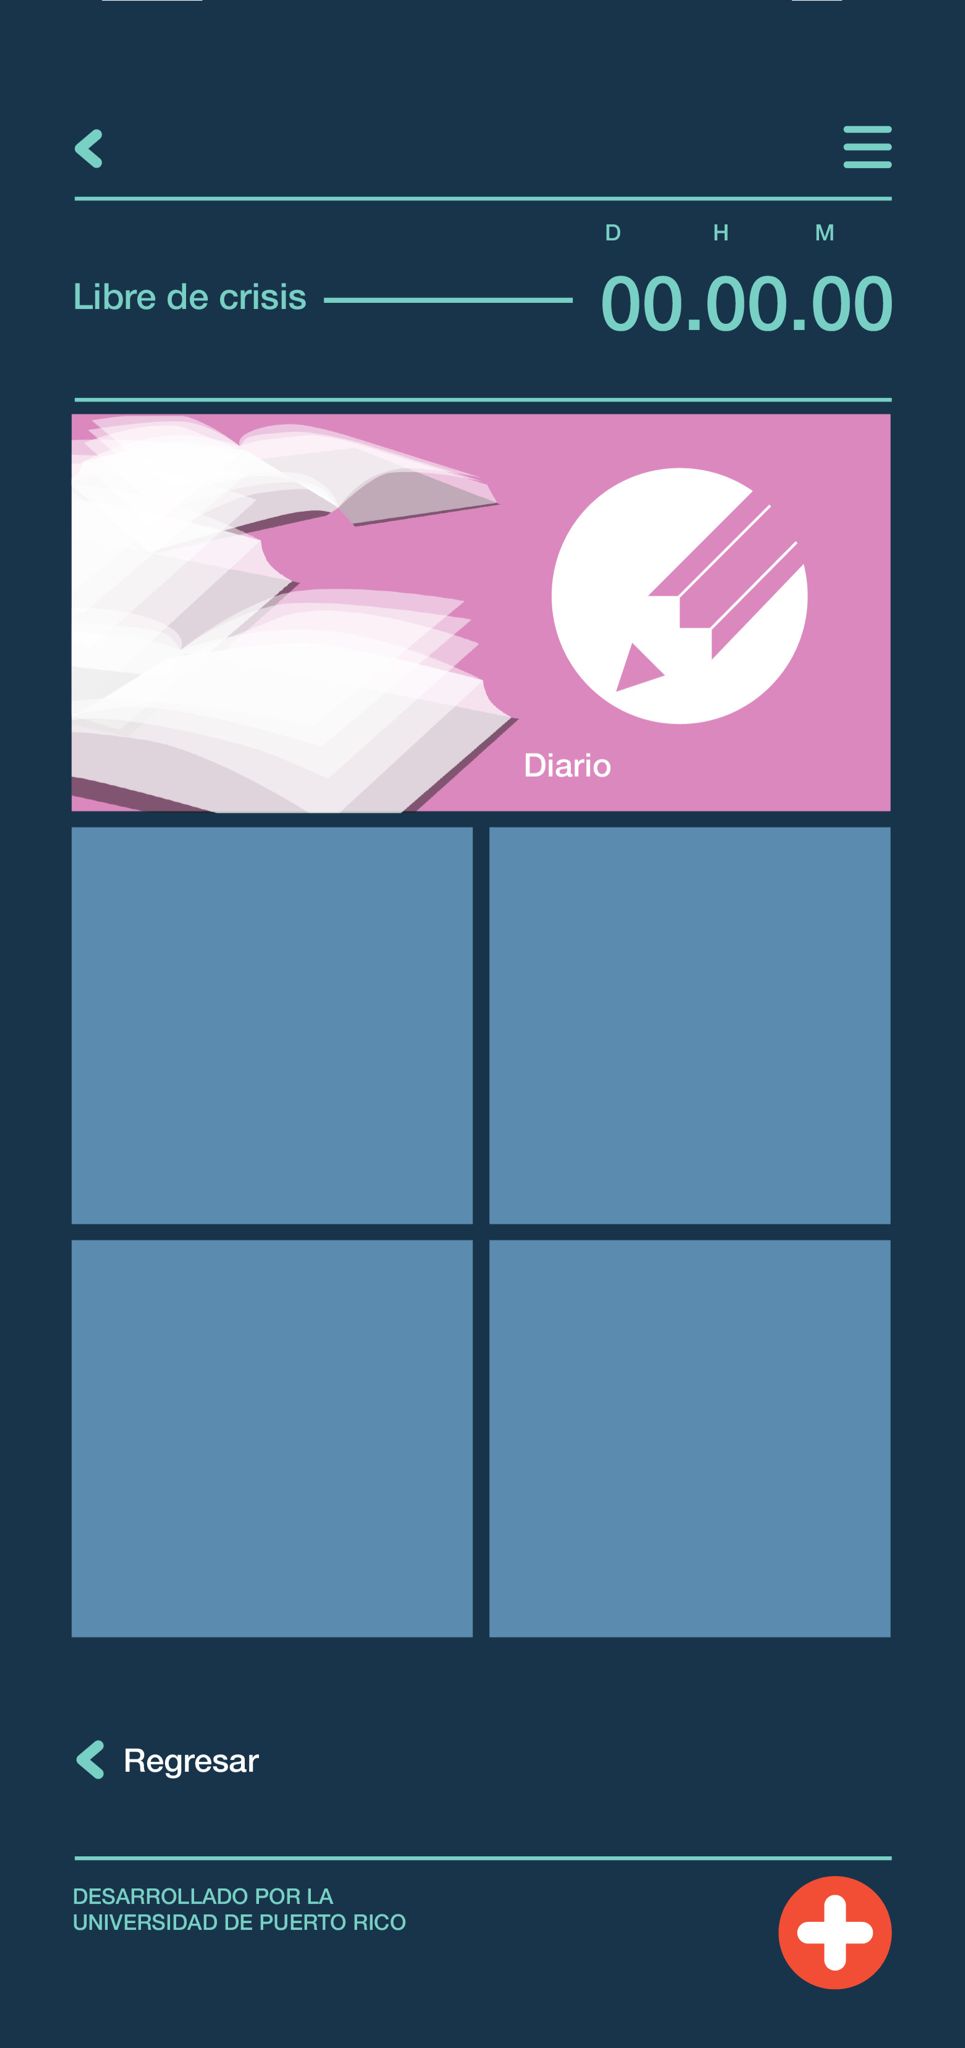 D H M
Libre de crisis 00.00.00
Diario
Regresar
DESARROLLADO POR LA
UNIVERSIDAD DE PUERTO RICO